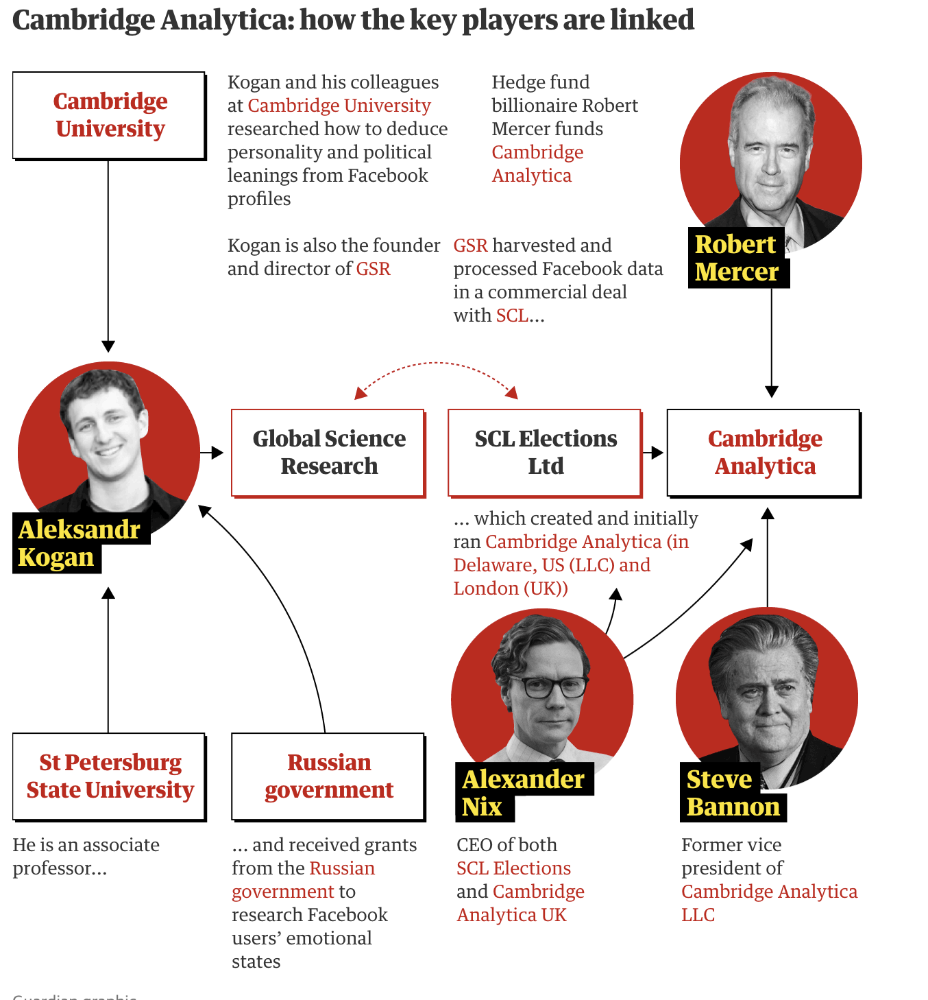 Cambridge Analytica: how the key players are linked
Cambridge
University
Kogan and his colleagues
at Cambridge University
researched how to deduce
personality and political
leanings from Facebook
profiles
Hedge fund
billionaire Robert
Mercer funds
Cambridge
Analytica
Robert
Mercer
Kogan is also the founder
and director of GSR
GSR harvested and
processed Facebook data
in a commercial deal
with SCL...
Aleksandr
Kogan
Global Science
Research
SCL Elections
Ltd
Cambridge
Analytica
... which created and initially
ran Cambridge Analytica (in
Delaware, US (LLC) and
London (UK))
St Petersburg
State University
Russian
government
Alexander
Nix
Steve
Bannon
He is an associate
professor...
... and received grants
from the Russian
government to
research Facebook
users’ emotional
states
CEO of both
SCL Elections
and Cambridge
Analytica UK
Former vice
president of
Cambridge Analytica
LLC
Guardian graphic